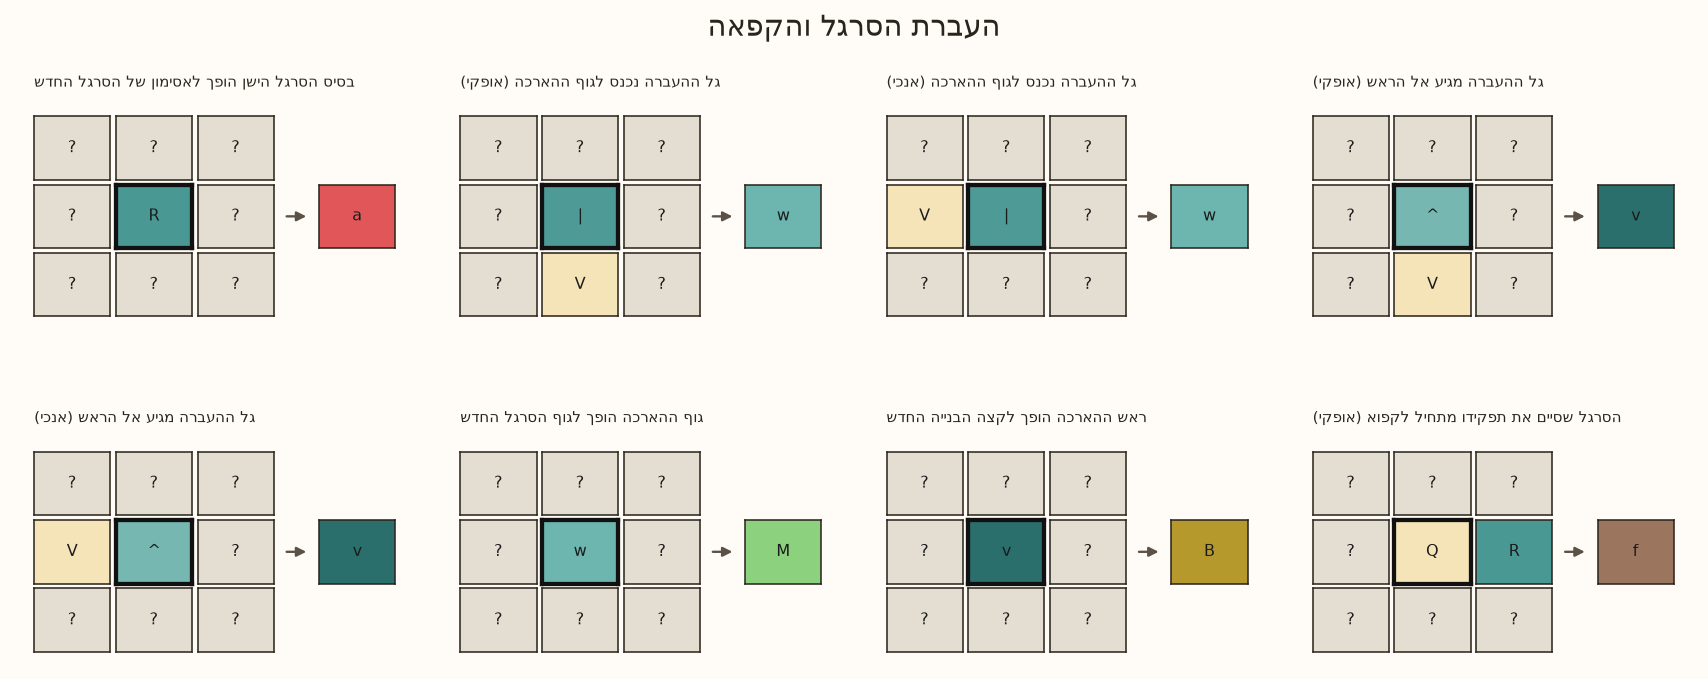 העברת הסרגל והקפאה
בסיס הסרגל הישן הופך לאסימון של הסרגל החדש
? ? ?
? R ? a
? ? ?
גל ההעברה נכנס לגוף ההארכה (אופקי)
? ? ?
? | ? w
? V ?
גל ההעברה נכנס לגוף ההארכה (אנכי)
? ? ?
V | ? w
? ? ?
גל ההעברה מגיע אל הראש (אופקי)
? ? ?
? ^ ? v
? V ?
גל ההעברה מגיע אל הראש (אנכי)
? ? ?
V ^ ? v
? ? ?
גוף ההארכה הופך לגוף הסרגל החדש
? ? ?
? w ? M
? ? ?
ראש ההארכה הופך לקצה הבנייה החדש
? ? ?
? v ? B
? ? ?
הסרגל שסיים את תפקידו מתחיל לקפוא (אופקי)
? ? ?
? Q R f
? ? ?